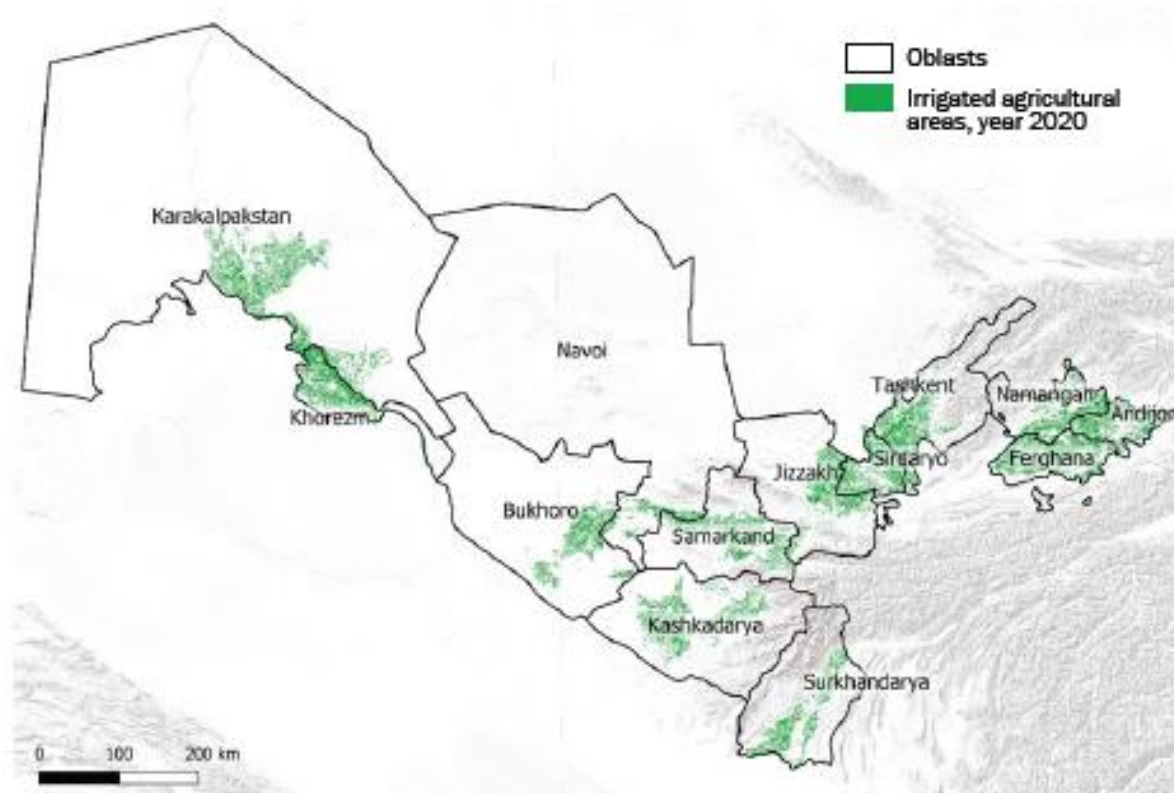 Oblasts
Irrigated agricultural
areas, year 2020
Karakalpakstan
Navoi
Tashkent
Namangan
Andijon
Khorezm
Jizzakh
Sirdaryo
Ferghana
Bukhoro
Samarkand
Kashkadarya
Surkhandarya
0 100 200 km